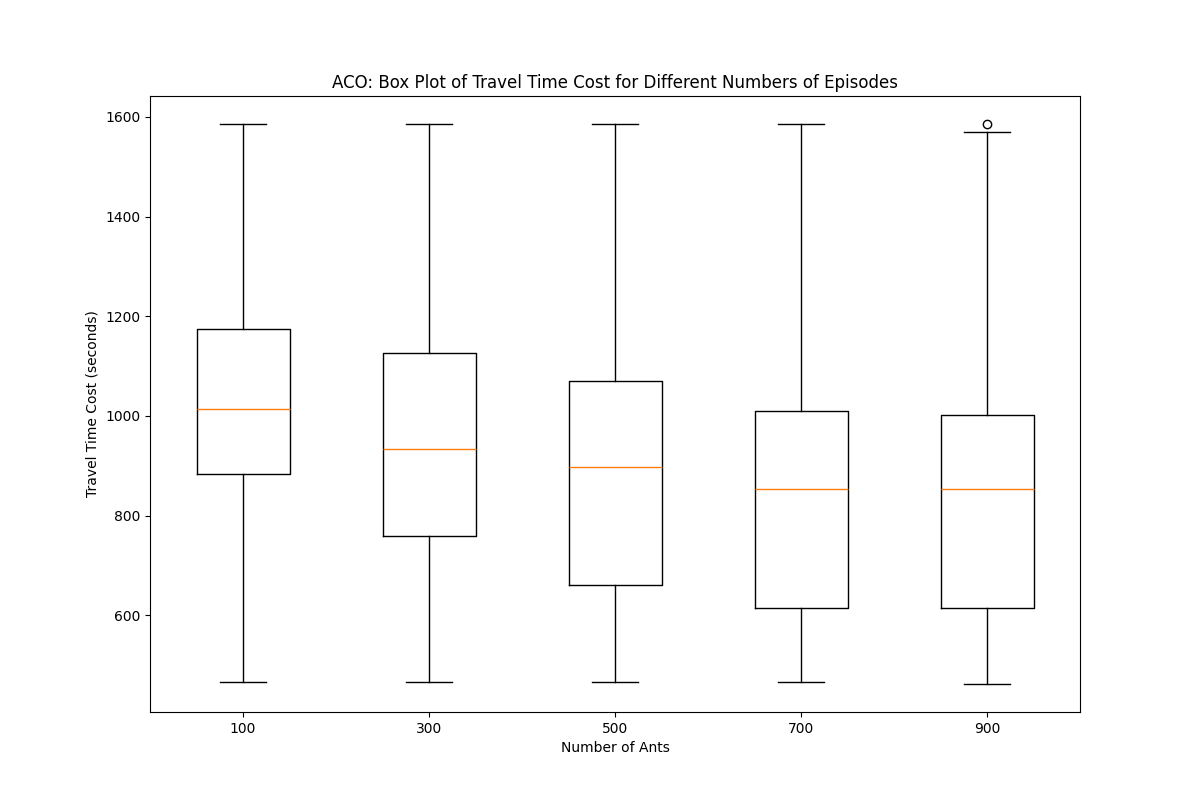 ACO: Box Plot of Travel Time Cost for Different Numbers of Episodes
Travel Time Cost (seconds)
1600
1400
1200
1000
800
600
100 300 500 700 900
Number of Ants